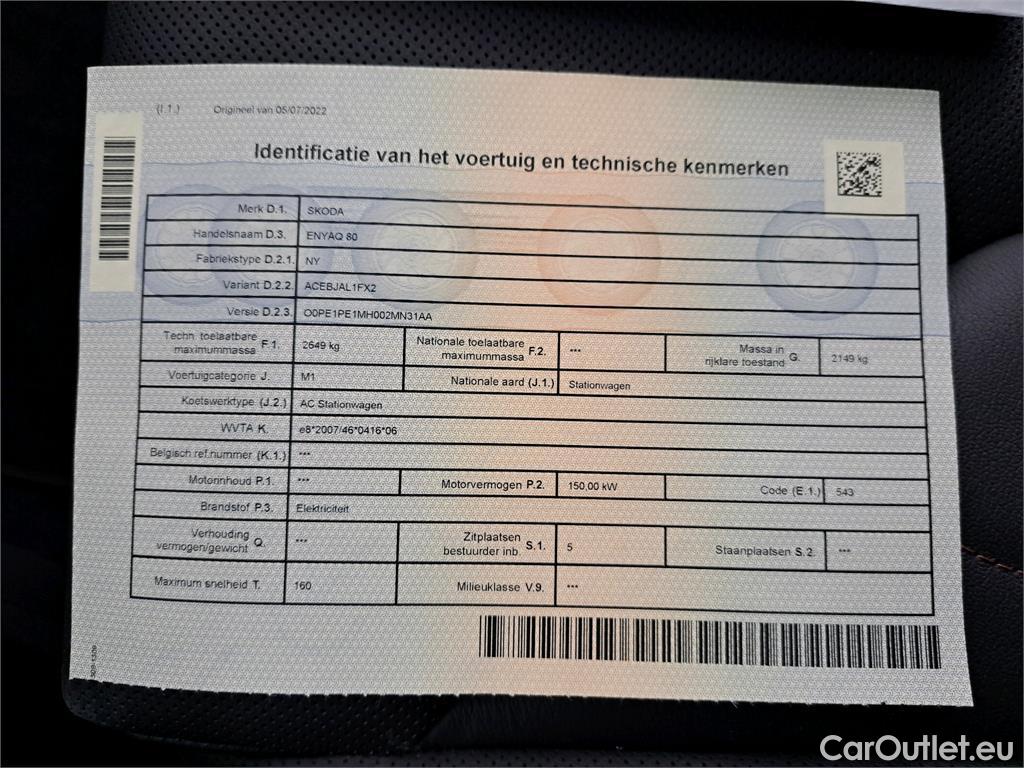 (I.1.) Origineel van 05/07/2022
Identificatie van het voertuig en technische kenmerken
Merk D.1. SKODA
Handelsnaam D.3. ENYAQ 80
Fabriekstype D.2.1. NY
Variant D.2.2. ACEBJAL1FX2
Versie D.2.3. O0PE1PE1MH002MN31AA
Techn. toelaatbare maximummassa F.1. 2649 kg Nationale toelaatbare maximummassa F.2. *** Massa in rijklare toestand G. 2149 kg
Voertuigcategorie J. M1 Nationale aard (J.1.) Stationwagen
Koetswerktype (J.2.) AC Stationwagen
WVTA K. e8*2007/46*0416*06
Belgisch ref.nummer (K.1.) ***
Motorinhoud P.1. *** Motorvermogen P.2. 150,00 kW Code (E.1.) 543
Brandstof P.3. Elektriciteit
Verhouding vermogen/gewicht Q. *** Zitplaatsen bestuurder inb. S.1. 5 Staanplaatsen S.2. ***
Maximum snelheid T. 160 Milieuklasse V.9. ***
CarOutlet.eu